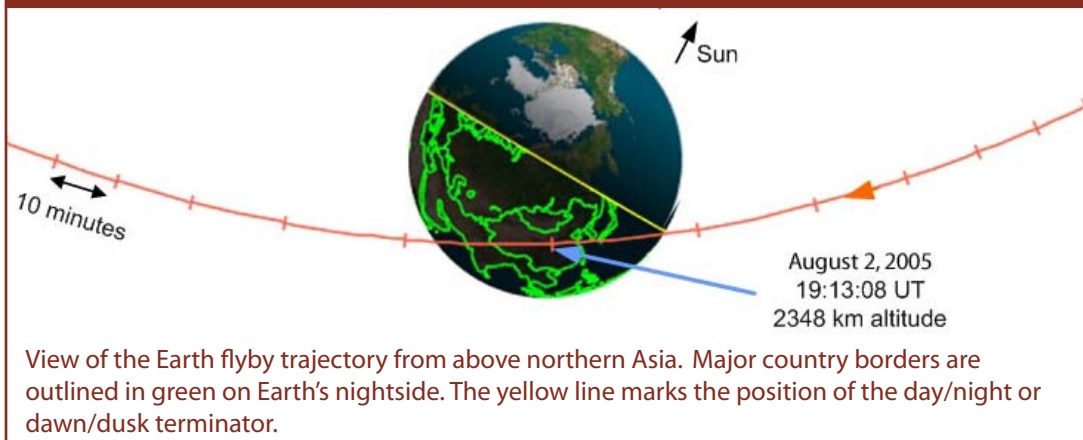 Sun
10 minutes
August 2, 2005
19:13:08 UT
2348 km altitude
View of the Earth flyby trajectory from above northern Asia. Major country borders are
outlined in green on Earth's nightside. The yellow line marks the position of the day/night or
dawn/dusk terminator.